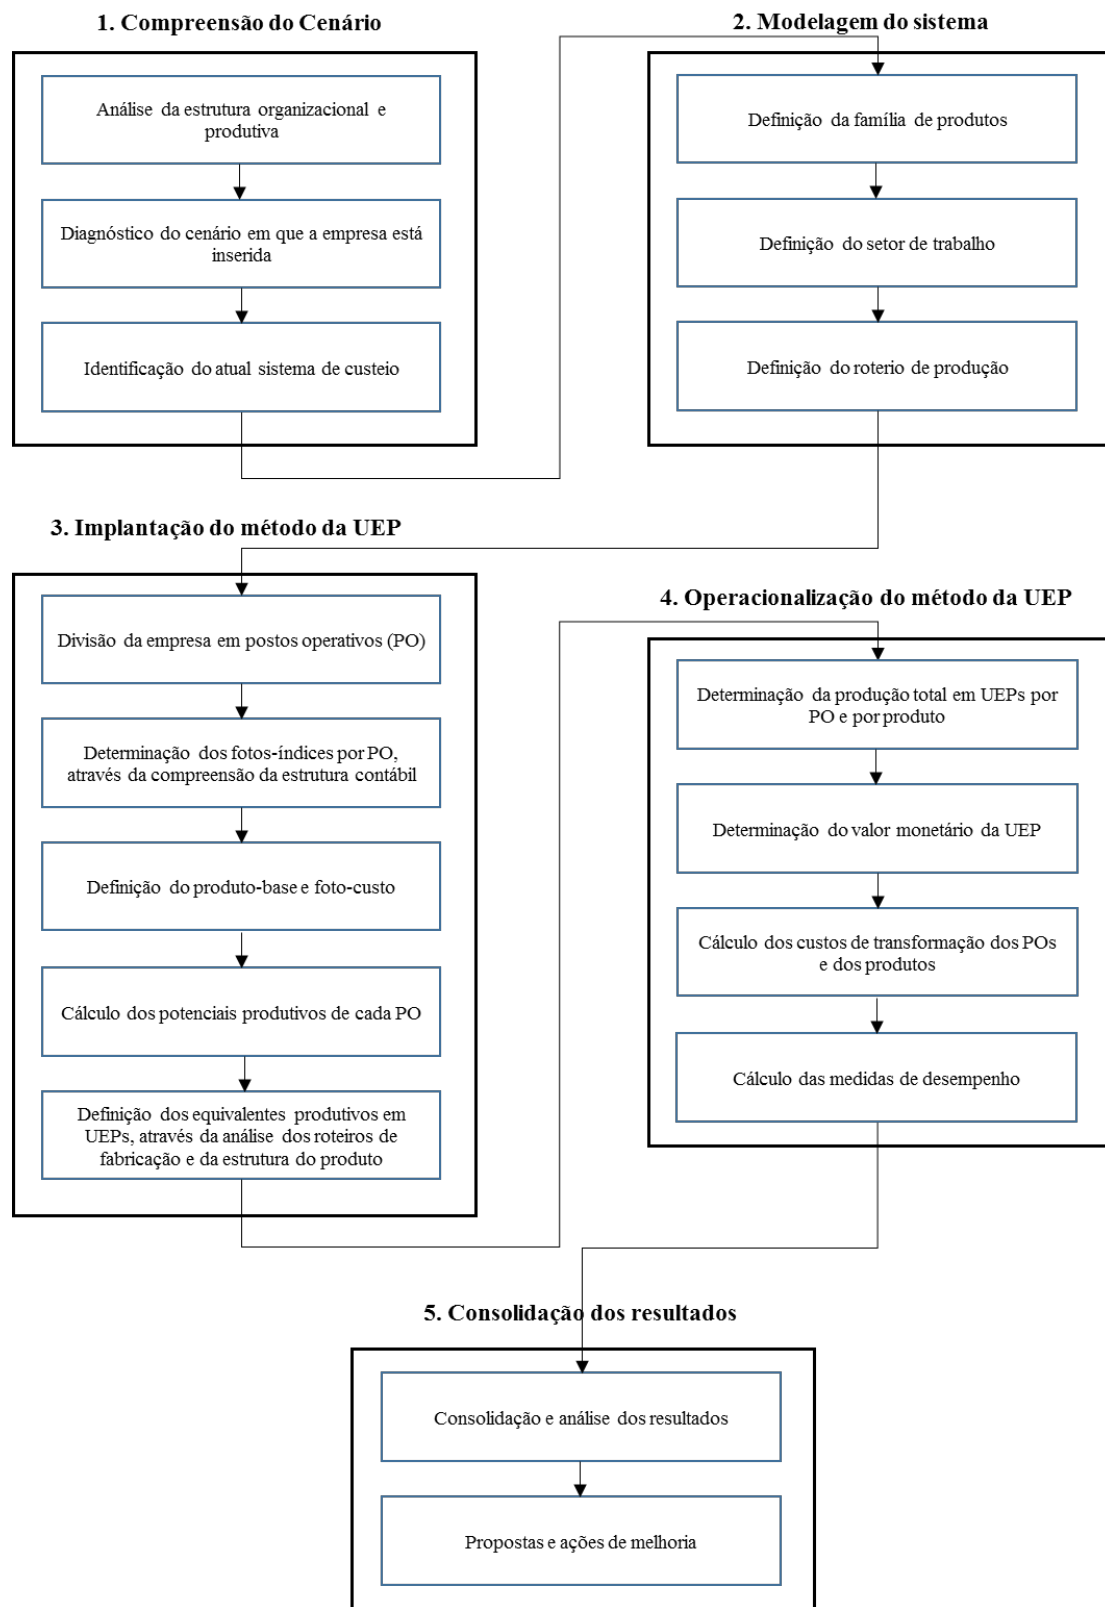 1. Compreensão do Cenário
Análise da estrutura organizacional e
produtiva
Diagnóstico do cenário em que a empresa está
inserida
Identificação do atual sistema de custeio
2. Modelagem do sistema
Definição da família de produtos
Definição do setor de trabalho
Definição do roterio de produção
3. Implantação do método da UEP
Divisão da empresa em postos operativos (PO)
Determinação dos fotos-índices por PO,
através da compreensão da estrutura contábil
Definição do produto-base e foto-custo
Cálculo dos potenciais produtivos de cada PO
Definição dos equivalentes produtivos em
UEPs, através da análise dos roteiros de
fabricação e da estrutura do produto
4. Operacionalização do método da UEP
Determinação da produção total em UEPs por
PO e por produto
Determinação do valor monetário da UEP
Cálculo dos custos de transformação dos POs
e dos produtos
Cálculo das medidas de desempenho
5. Consolidação dos resultados
Consolidação e análise dos resultados
Propostas e ações de melhoria